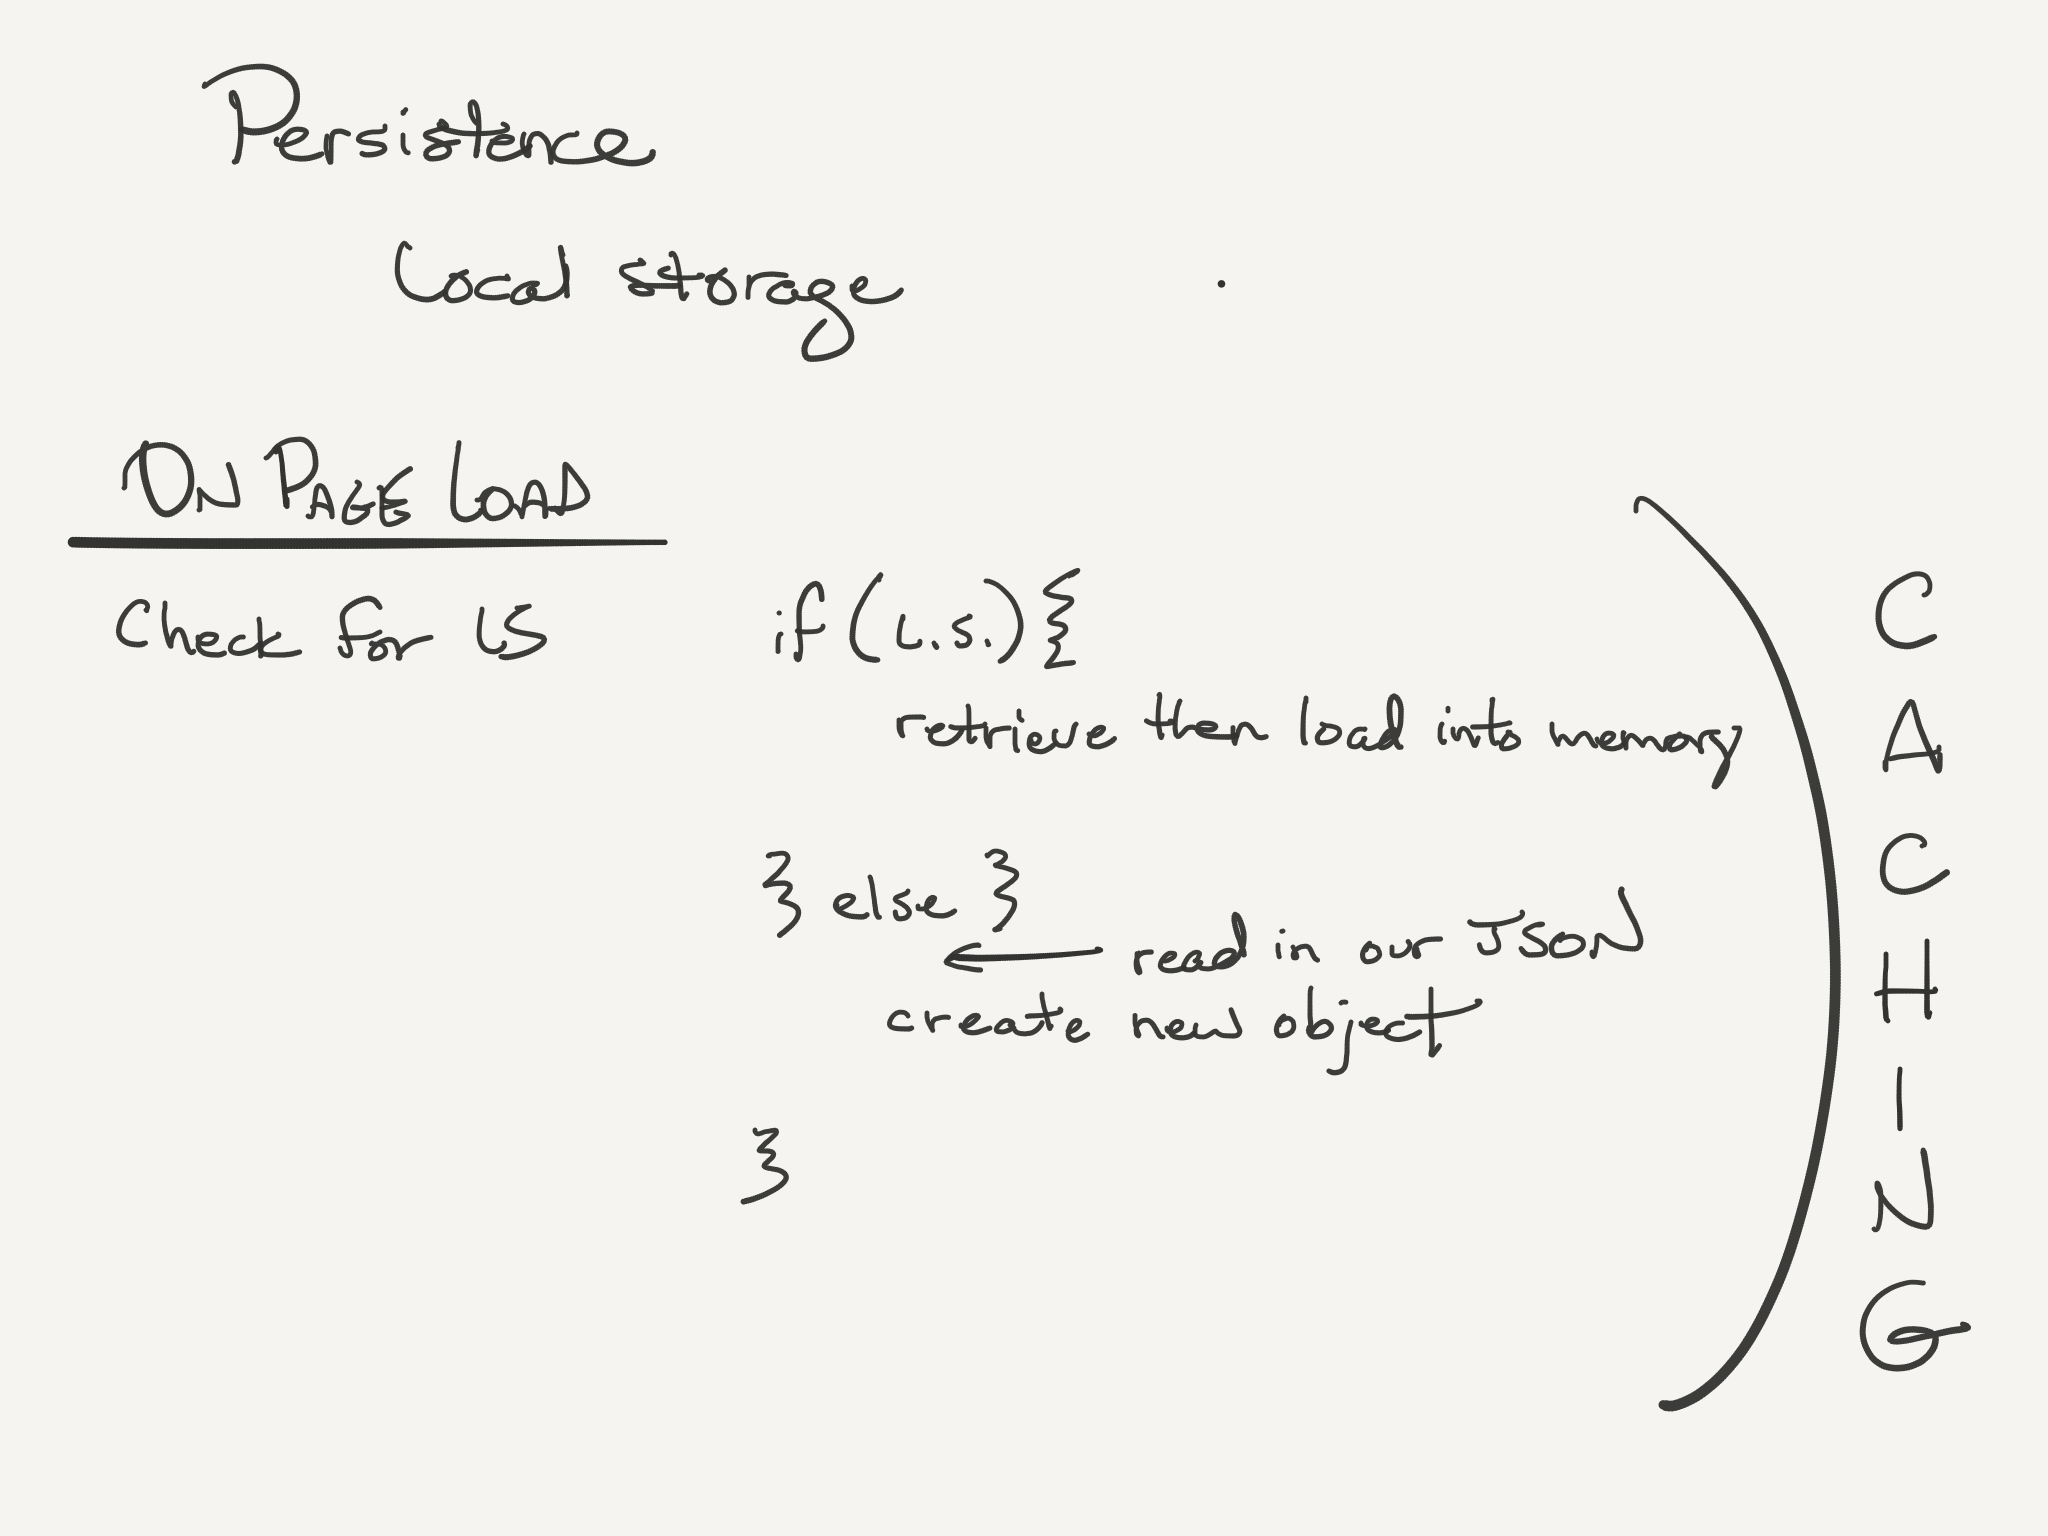 Persistence
Local storage
ON PAGE LOAD
Check for LS
if (L.S.) {
retrieve then load into memory
} else }
← read in our JSON
create new object
}
CACHING